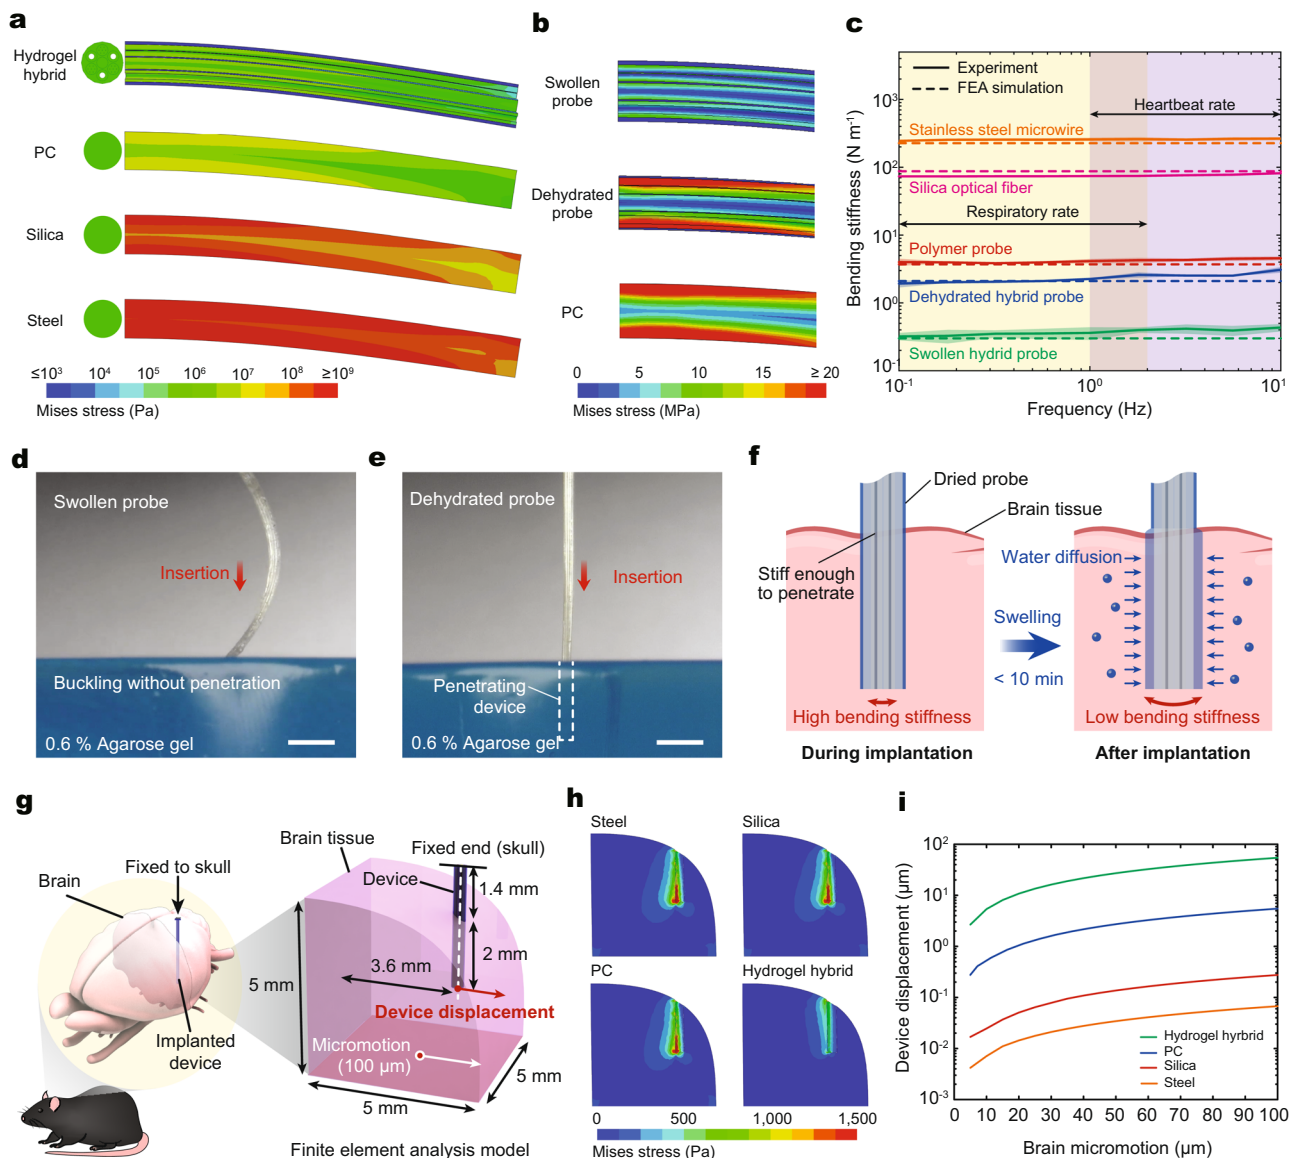 a
Hydrogel
hybrid
PC
Silica
Steel
≤10³ 10⁴ 10⁵ 10⁶ 10⁷ 10⁸ ≥10⁹
Mises stress (Pa)
b
Swollen
probe
Dehydrated
probe
PC
0 5 10 15 ≥ 20
Mises stress (MPa)
c
Experiment
FEA simulation
Heartbeat rate
Stainless steel microwire
Silica optical fiber
Respiratory rate
Polymer probe
Dehydrated hybrid probe
Swollen hydrid probe
Bending stiffness (N m⁻¹)
10³
10²
10¹
10⁰
10⁻¹
10⁻¹ 10⁰ 10¹
Frequency (Hz)
d
Swollen probe
Insertion
Buckling without penetration
0.6 % Agarose gel
e
Dehydrated probe
Insertion
Penetrating
device
0.6 % Agarose gel
f
Dried probe
Brain tissue
Stiff enough
to penetrate
Water diffusion
Swelling
< 10 min
High bending stiffness
Low bending stiffness
During implantation
After implantation
g
Brain
Fixed to skull
Implanted
device
Brain tissue
Fixed end (skull)
Device
1.4 mm
2 mm
3.6 mm
5 mm
Device displacement
Micromotion
(100 µm)
5 mm
5 mm
Finite element analysis model
h
Steel
Silica
PC
Hydrogel hybrid
0 500 1,000 1,500
Mises stress (Pa)
i
Device displacement (µm)
10²
10¹
10⁰
10⁻¹
10⁻²
10⁻³
Hydrogel hyrbrid
PC
Silica
Steel
0 10 20 30 40 50 60 70 80 90 100
Brain micromotion (µm)